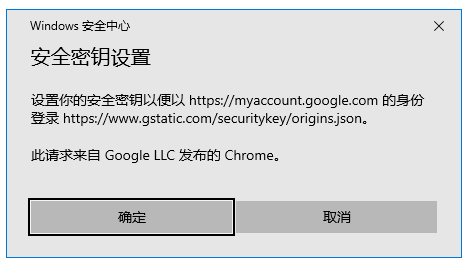 Windows 安全中心
安全密钥设置
设置你的安全密钥以便以 https://myaccount.google.com 的身份
登录 https://www.gstatic.com/securitykey/origins.json。
此请求来自 Google LLC 发布的 Chrome。
确定
取消